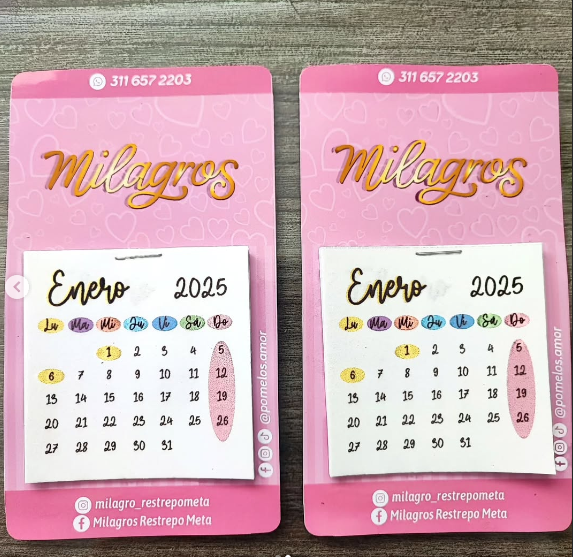 311 657 2203
Milagros
Enero 2025
Lu Ma Mi Ju Vi Sa Do
1 2 3 4 5
6 7 8 9 10 11 12
13 14 15 16 17 18 19
20 21 22 23 24 25 26
27 28 29 30 31
@pomelos.amor
milagro_restrepometa
Milagros Restrepo Meta
311 657 2203
Milagros
Enero 2025
Lu Ma Mi Ju Vi Sa Do
1 2 3 4 5
6 7 8 9 10 11 12
13 14 15 16 17 18 19
20 21 22 23 24 25 26
27 28 29 30 31
@pomelos.amor
milagro_restrepometa
Milagros Restrepo Meta